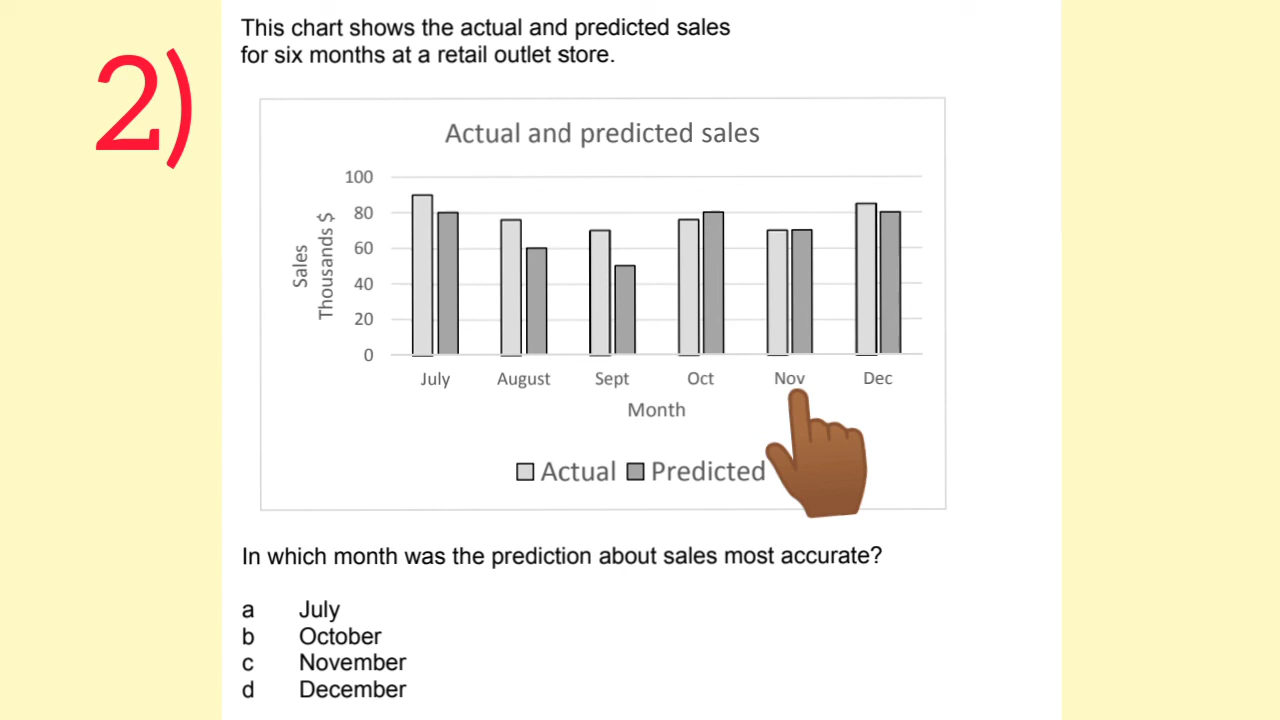 2)
This chart shows the actual and predicted sales
for six months at a retail outlet store.
Actual and predicted sales
Sales
Thousands $
100
80
60
40
20
0
July August Sept Oct Nov Dec
Month
Actual Predicted
In which month was the prediction about sales most accurate?
a July
b October
c November
d December